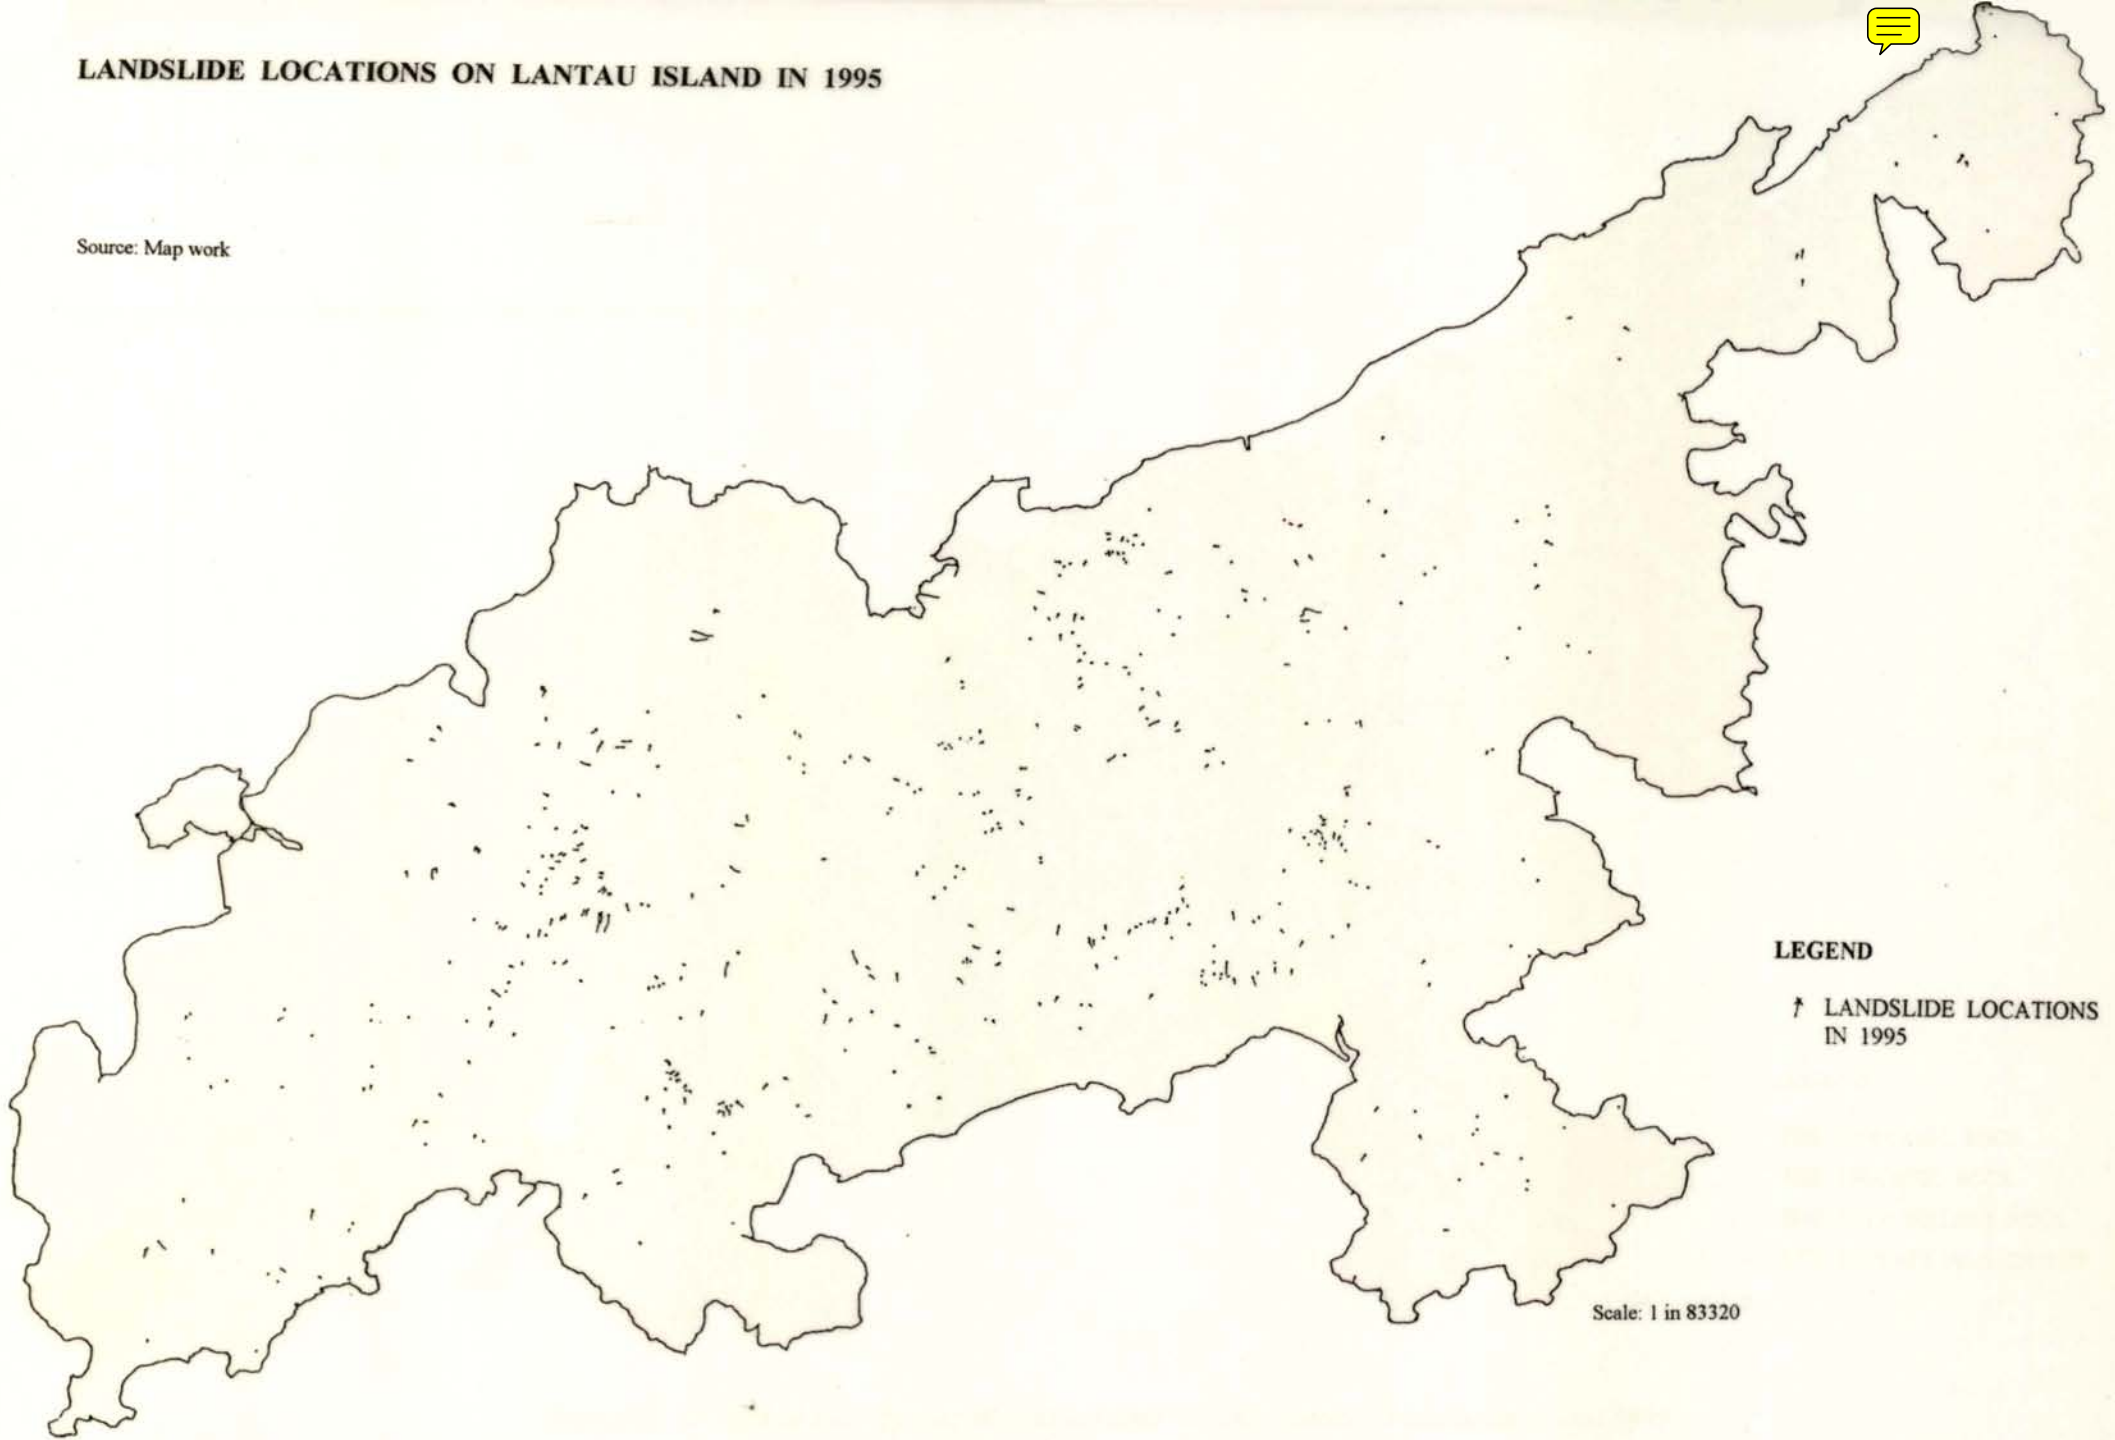 LANDSLIDE LOCATIONS ON LANTAU ISLAND IN 1995
Source: Map work
LEGEND
LANDSLIDE LOCATIONS
IN 1995
Scale: 1 in 83320